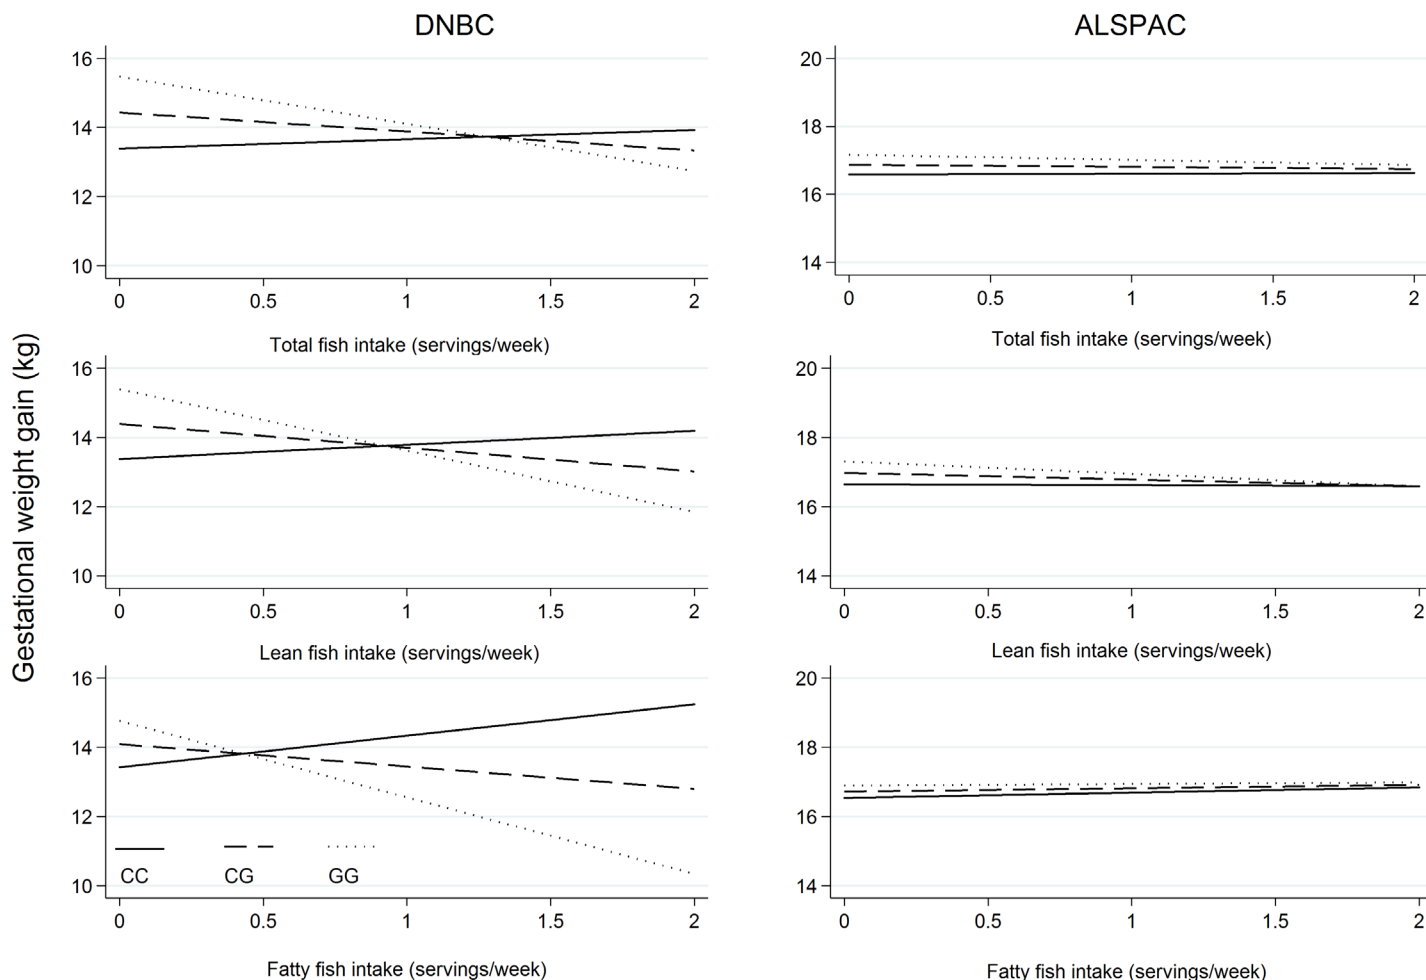 DNBC
ALSPAC
Gestational weight gain (kg)
16
14
12
10
0 0.5 1 1.5 2
Total fish intake (servings/week)
20
18
16
14
0 0.5 1 1.5 2
Total fish intake (servings/week)
16
14
12
10
0 0.5 1 1.5 2
Lean fish intake (servings/week)
20
18
16
14
0 0.5 1 1.5 2
Lean fish intake (servings/week)
16
14
12
10
CC CG GG
0 0.5 1 1.5 2
Fatty fish intake (servings/week)
20
18
16
14
0 0.5 1 1.5 2
Fatty fish intake (servings/week)